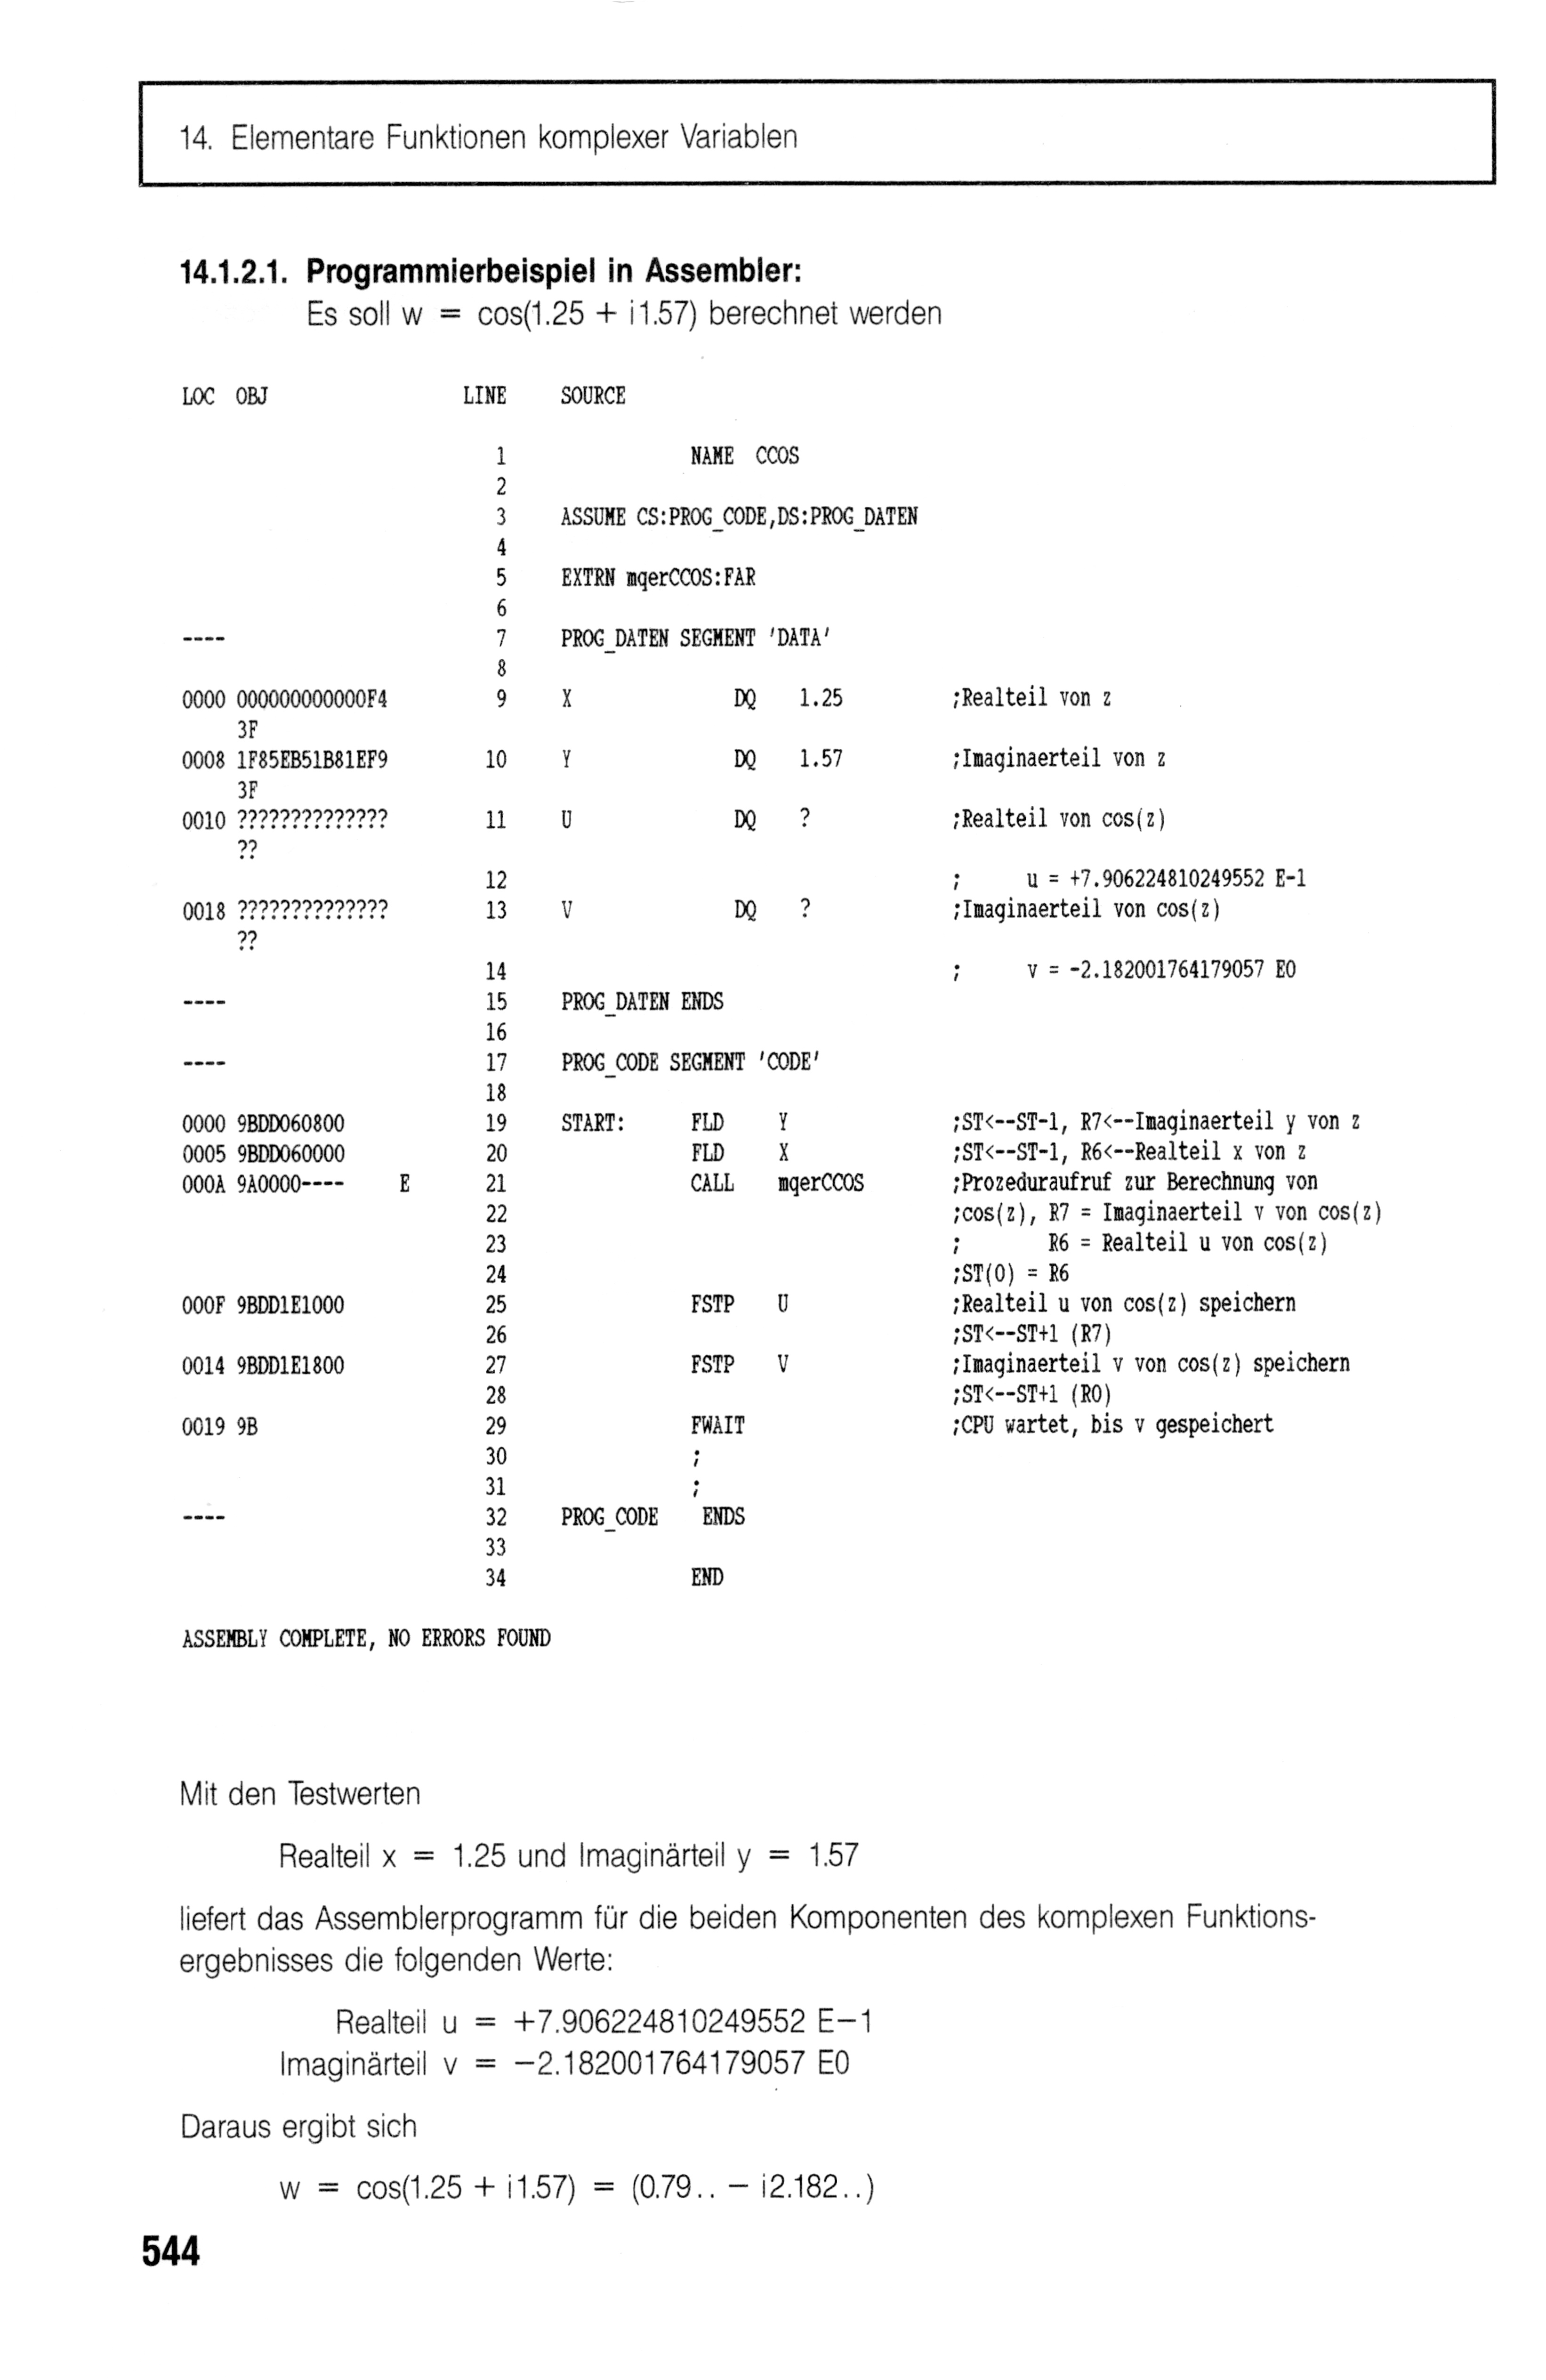 14. Elementare Funktionen komplexer Variablen
14.1.2.1. Programmierbeispiel in Assembler:
Es soll w = cos(1.25 + i1.57) berechnet werden
LOC OBJ LINE SOURCE
1 NAME CCOS
2
3 ASSUME CS:PROG_CODE,DS:PROG_DATEN
4
5 EXTRN mqerCCOS:FAR
6
---- 7 PROG_DATEN SEGMENT 'DATA'
8
0000 000000000000F4 9 X DQ 1.25 ;Realteil von z
3F
0008 1F85EB51B81EF9 10 Y DQ 1.57 ;Imaginaerteil von z
3F
0010 ?????????????? 11 U DQ ? ;Realteil von cos(z)
??
12 ; u = +7.906224810249552 E-1
0018 ?????????????? 13 V DQ ? ;Imaginaerteil von cos(z)
??
14 ; v = -2.182001764179057 E0
---- 15 PROG_DATEN ENDS
16
---- 17 PROG_CODE SEGMENT 'CODE'
18
0000 9BDD060800 19 START: FLD Y ;ST<--ST-1, R7<--Imaginaerteil y von z
0005 9BDD060000 20 FLD X ;ST<--ST-1, R6<--Realteil x von z
000A 9A0000---- E 21 CALL mqerCCOS ;Prozeduraufruf zur Berechnung von
22 ;cos(z), R7 = Imaginaerteil v von cos(z)
23 ; R6 = Realteil u von cos(z)
24 ;ST(0) = R6
000F 9BDD1E1000 25 FSTP U ;Realteil u von cos(z) speichern
26 ;ST<--ST+1 (R7)
0014 9BDD1E1800 27 FSTP V ;Imaginaerteil v von cos(z) speichern
28 ;ST<--ST+1 (R0)
0019 9B 29 FWAIT ;CPU wartet, bis v gespeichert
30 ;
31 ;
---- 32 PROG_CODE ENDS
33
34 END
ASSEMBLY COMPLETE, NO ERRORS FOUND
Mit den Testwerten
Realteil x = 1.25 und Imaginärteil y = 1.57
liefert das Assemblerprogramm für die beiden Komponenten des komplexen Funktions-
ergebnisses die folgenden Werte:
Realteil u = +7.906224810249552 E−1
Imaginärteil v = −2.182001764179057 E0
Daraus ergibt sich
w = cos(1.25 + i1.57) = (0.79.. − i2.182..)
544